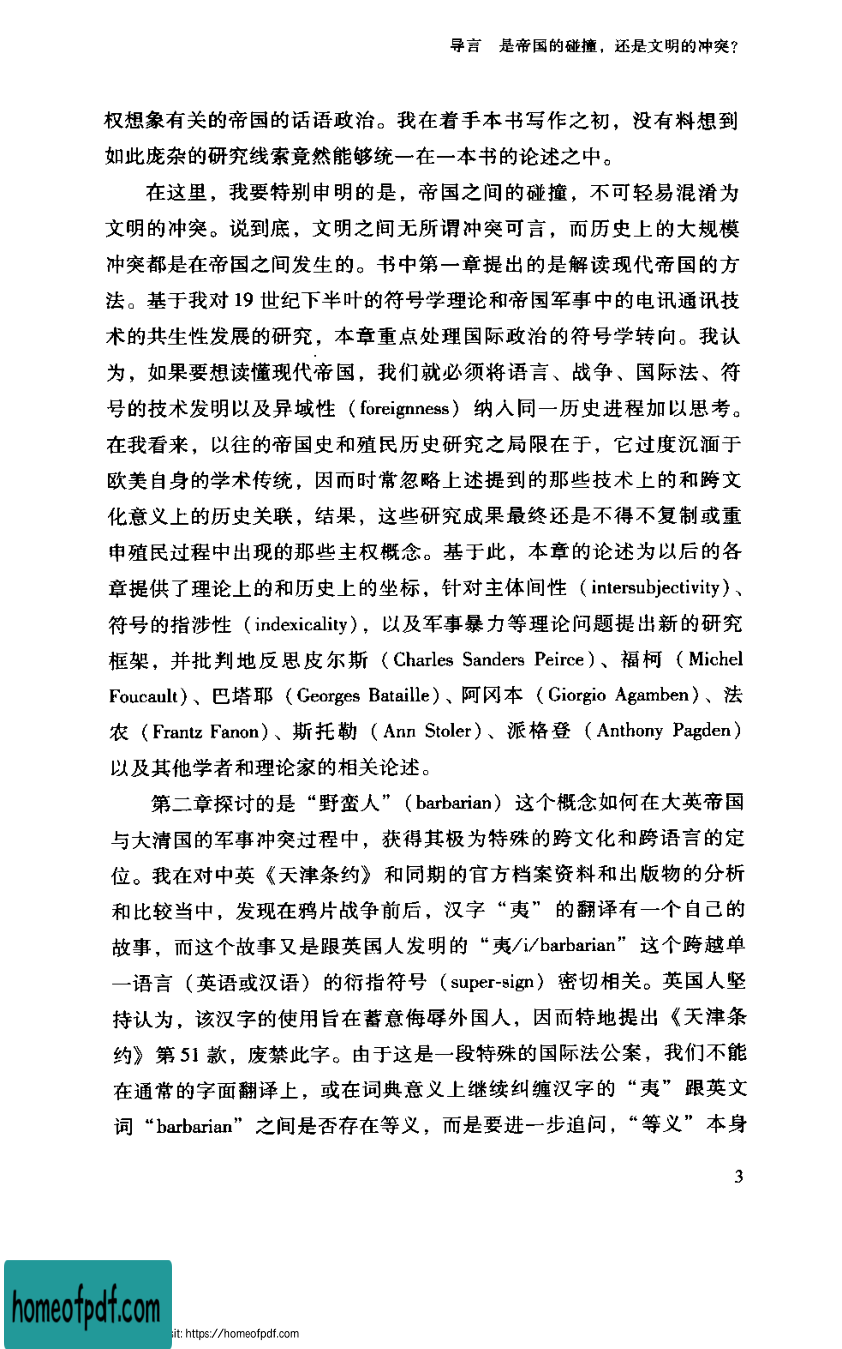 导言 是帝国的碰撞，还是文明的冲突？
权想象有关的帝国的话语政治。我在着手本书写作之初，没有料想到
如此庞杂的研究线索竟然能够统一在一本书的论述之中。
在这里，我要特别申明的是，帝国之间的碰撞，不可轻易混淆为
文明的冲突。说到底，文明之间无所谓冲突可言，而历史上的大规模
冲突都是在帝国之间发生的。书中第一章提出的是解读现代帝国的方
法。基于我对 19 世纪下半叶的符号学理论和帝国军事中的电讯通讯技
术的共生性发展的研究，本章重点处理国际政治的符号学转向。我认
为，如果要想读懂现代帝国，我们就必须将语言、战争、国际法、符
号的技术发明以及异域性（foreignness）纳入同一历史进程加以思考。
在我看来，以往的帝国史和殖民历史研究之局限在于，它过度沉湎于
欧美自身的学术传统，因而时常忽略上述提到的那些技术上的和跨文
化意义上的历史关联，结果，这些研究成果最终还是不得不复制或重
申殖民过程中出现的那些主权概念。基于此，本章的论述为以后的各
章提供了理论上的和历史上的坐标，针对主体间性（intersubjectivity）、
符号的指涉性（indexicality），以及军事暴力等理论问题提出新的研究
框架，并批判地反思皮尔斯（Charles Sanders Peirce）、福柯（Michel
Foucault）、巴塔耶（Georges Bataille）、阿冈本（Giorgio Agamben）、法
农（Frantz Fanon）、斯托勒（Ann Stoler）、派格登（Anthony Pagden）
以及其他学者和理论家的相关论述。
第二章探讨的是“野蛮人”（barbarian）这个概念如何在大英帝国
与大清国的军事冲突过程中，获得其极为特殊的跨文化和跨语言的定
位。我在对中英《天津条约》和同期的官方档案资料和出版物的分析
和比较当中，发现在鸦片战争前后，汉字“夷”的翻译有一个自己的
故事，而这个故事又是跟英国人发明的“夷/i/barbarian”这个跨越单
一语言（英语或汉语）的衍指符号（super-sign）密切相关。英国人坚
持认为，该汉字的使用旨在蓄意侮辱外国人，因而特地提出《天津条
约》第 51 款，废禁此字。由于这是一段特殊的国际法公案，我们不能
在通常的字面翻译上，或在词典意义上继续纠缠汉字的“夷”跟英文
词“barbarian”之间是否存在等义，而是要进一步追问，“等义”本身
3
homeofpdf.com
sit: https://homeofpdf.com